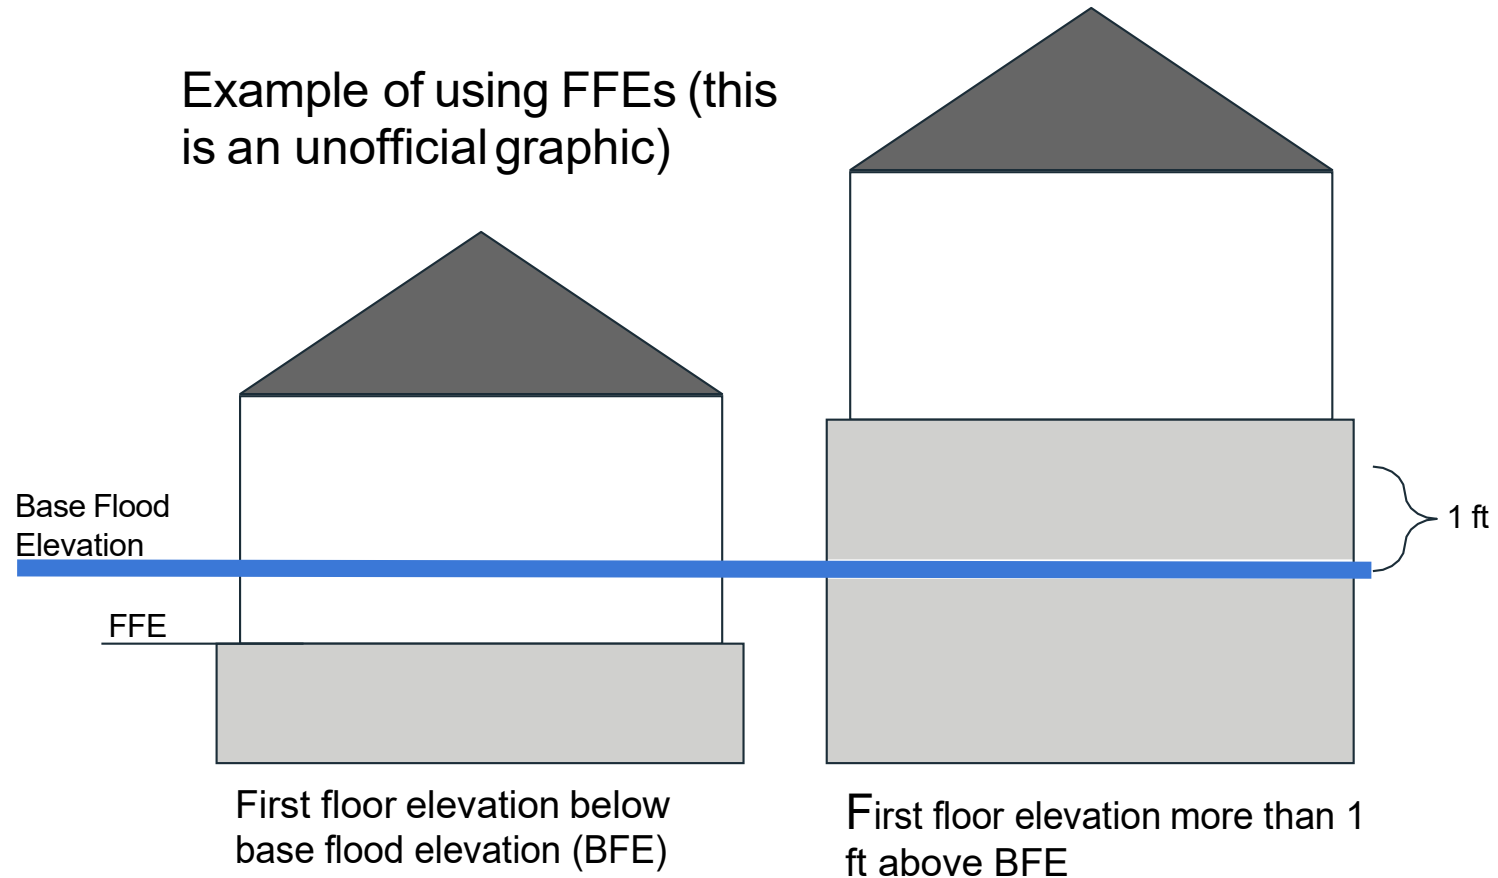 Example of using FFEs (this
is an unofficial graphic)
Base Flood
Elevation
1 ft
FFE
First floor elevation below
base flood elevation (BFE)
First floor elevation more than 1
ft above BFE